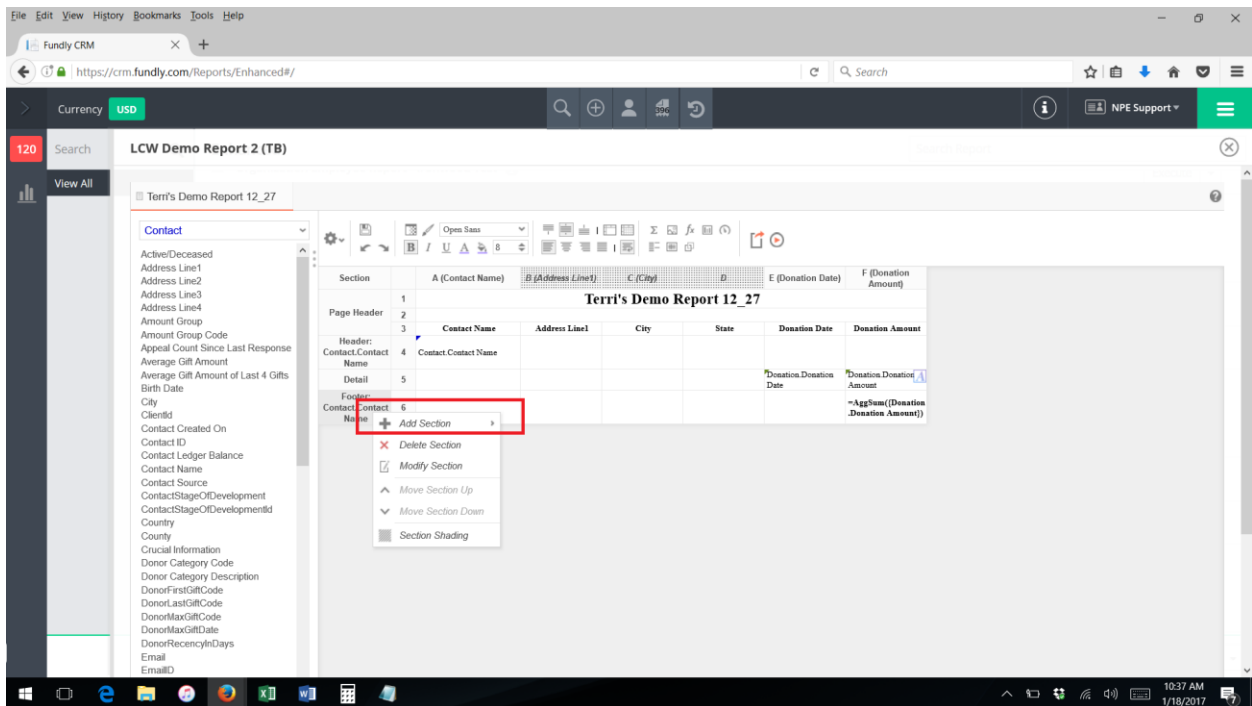 File Edit View History Bookmarks Tools Help
Fundly CRM
https://crm.fundly.com/Reports/Enhanced#/
Search
Currency USD
396
NPE Support
120
Search
LCW Demo Report 2 (TB)
View All
Terri's Demo Report 12_27
Contact
Active/Deceased
Address Line1
Address Line2
Address Line3
Address Line4
Amount Group
Amount Group Code
Appeal Count Since Last Response
Average Gift Amount
Average Gift Amount of Last 4 Gifts
Birth Date
City
ClientId
Contact Created On
Contact ID
Contact Ledger Balance
Contact Name
Contact Source
ContactStageOfDevelopment
ContactStageOfDevelopmentId
Country
County
Crucial Information
Donor Category Code
Donor Category Description
DonorFirstGiftCode
DonorLastGiftCode
DonorMaxGiftCode
DonorMaxGiftDate
DonorRecencyInDays
Email
EmailID
Open Sans
B I U A 8
Section A (Contact Name) B (Address Line1) C (City) D E (Donation Date) F (Donation Amount)
Page Header
1 Terri's Demo Report 12_27
2
3 Contact Name Address Line1 City State Donation Date Donation Amount
Header: Contact.Contact Name 4 Contact.Contact Name
Detail 5 Donation.Donation Date Donation.Donation Amount
Footer: Contact.Contact Name 6 =AggSum({Donation.Donation Amount})
Add Section
Delete Section
Modify Section
Move Section Up
Move Section Down
Section Shading
10:37 AM
1/18/2017